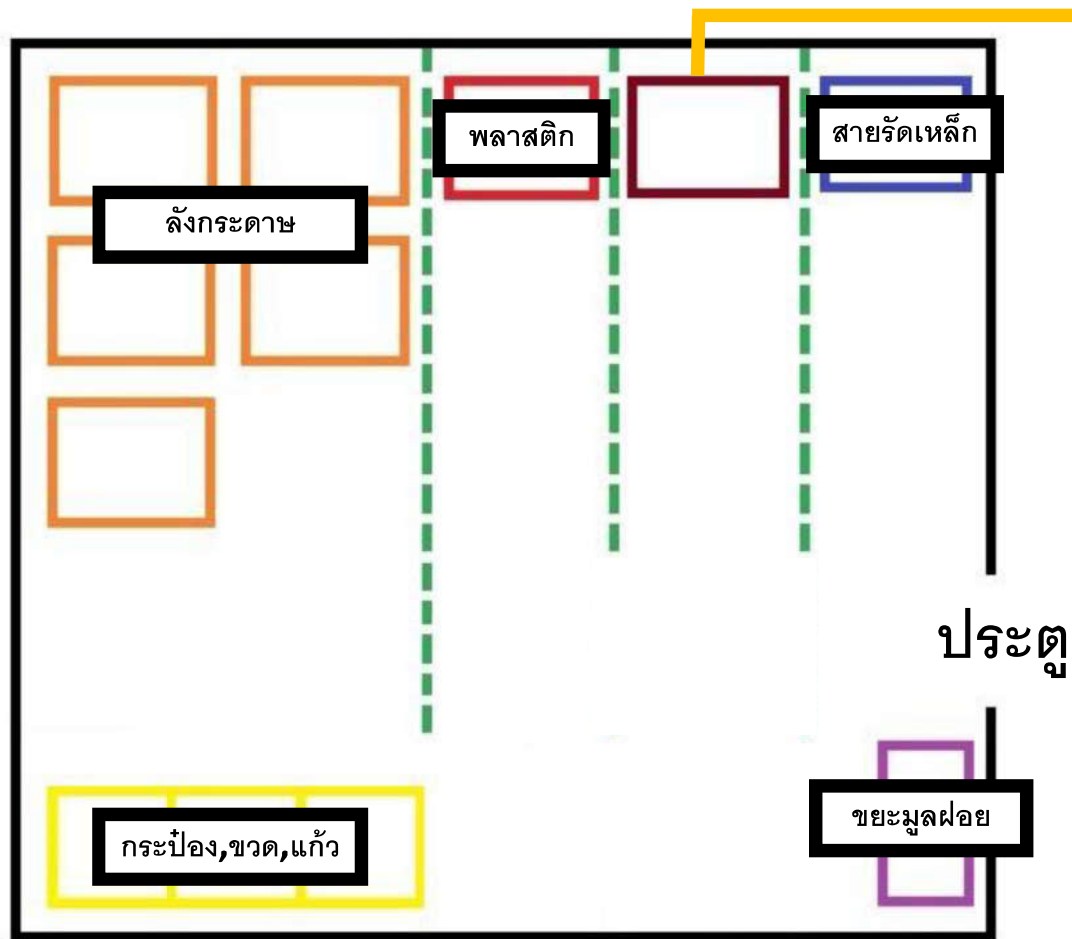 พลาสติก
สายรัดเหล็ก
ลังกระดาษ
ประตู
กระป๋อง,ขวด,แก้ว
ขยะมูลฝอย